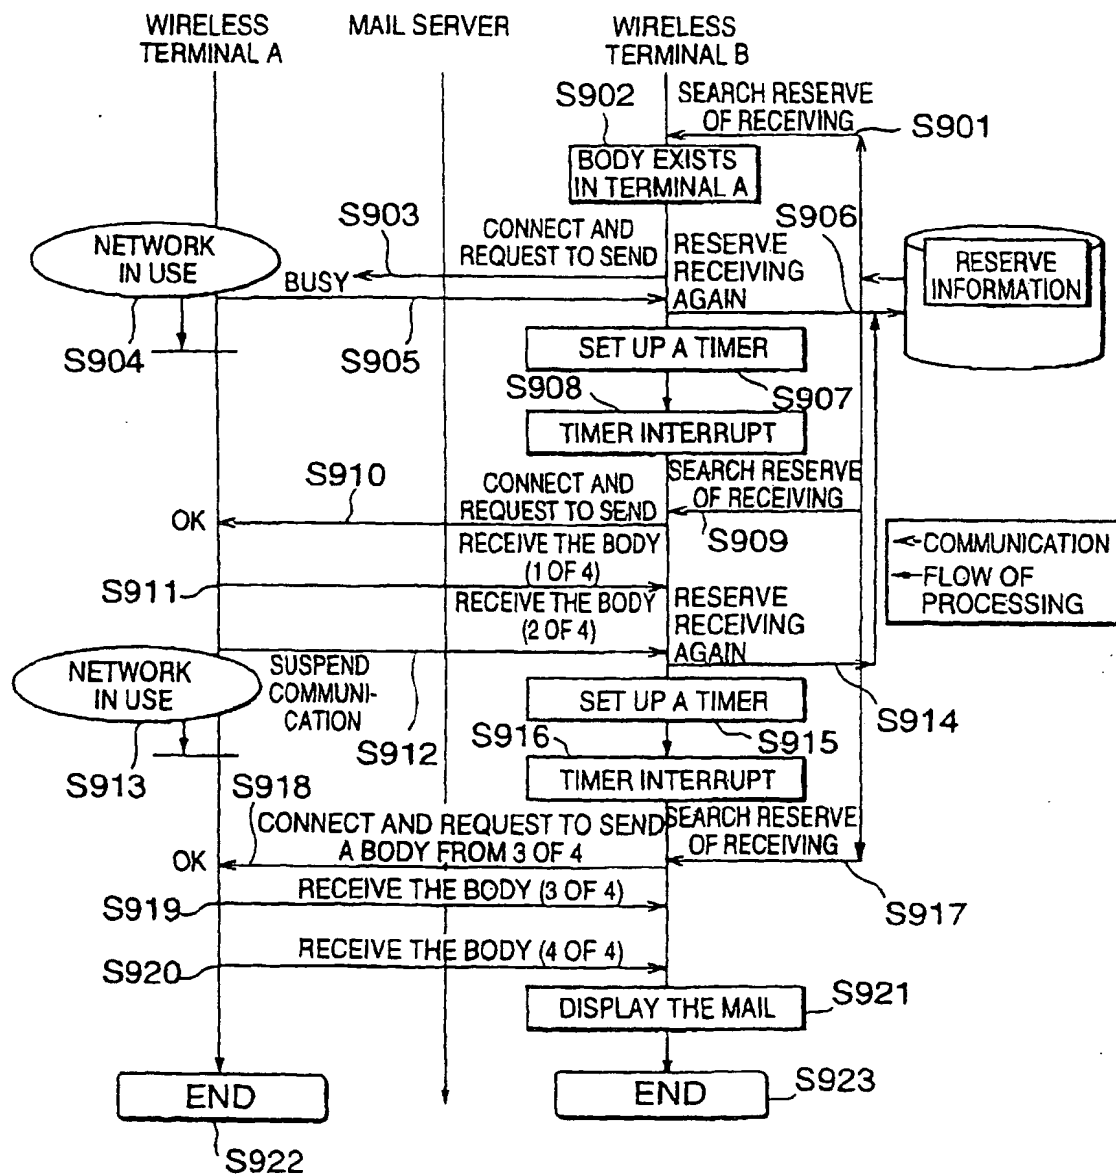 WIRELESS
TERMINAL A
MAIL SERVER
WIRELESS
TERMINAL B
S902
SEARCH RESERVE
OF RECEIVING
S901
BODY EXISTS
IN TERMINAL A
S903
CONNECT AND
REQUEST TO SEND
S906
NETWORK
IN USE
RESERVE
RECEIVING
AGAIN
RESERVE
INFORMATION
BUSY
S904
S905
SET UP A TIMER
S907
S908
TIMER INTERRUPT
S910
CONNECT AND
REQUEST TO SEND
SEARCH RESERVE
OF RECEIVING
OK
S909
COMMUNICATION
FLOW OF
PROCESSING
RECEIVE THE BODY
(1 OF 4)
S911
RECEIVE THE BODY
(2 OF 4)
RESERVE
RECEIVING
AGAIN
NETWORK
IN USE
SUSPEND
COMMUNI-
CATION
S912
S914
SET UP A TIMER
S915
S916
S913
TIMER INTERRUPT
S918
CONNECT AND REQUEST TO SEND
A BODY FROM 3 OF 4
SEARCH RESERVE
OF RECEIVING
OK
S917
RECEIVE THE BODY (3 OF 4)
S919
RECEIVE THE BODY (4 OF 4)
S920
DISPLAY THE MAIL
S921
END
S922
END
S923